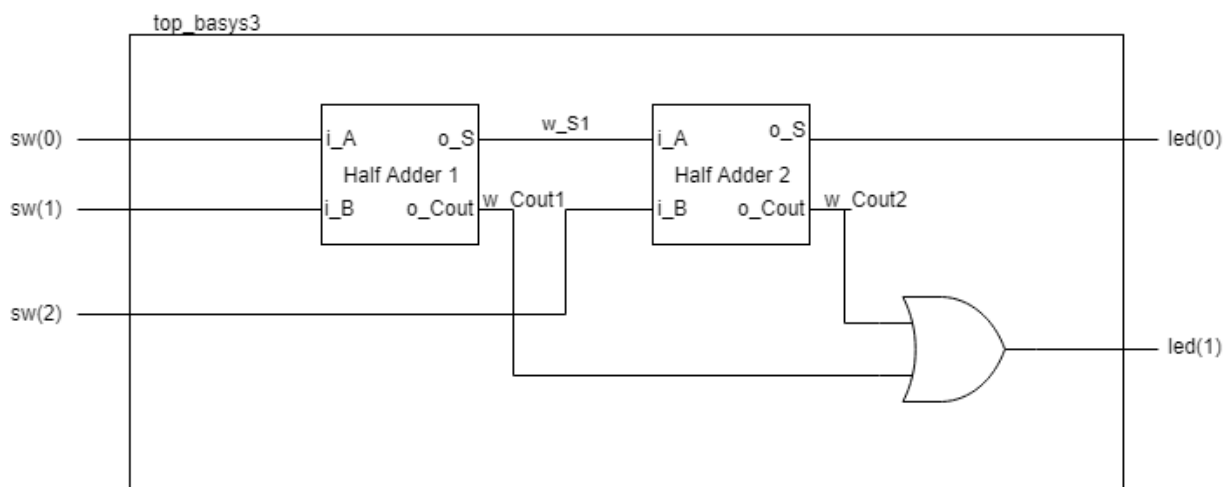 top_basys3
sw(0)
i_A
o_S
w_S1
i_A
o_S
led(0)
Half Adder 1
Half Adder 2
sw(1)
i_B
o_Cout
w_Cout1
i_B
o_Cout
w_Cout2
sw(2)
led(1)